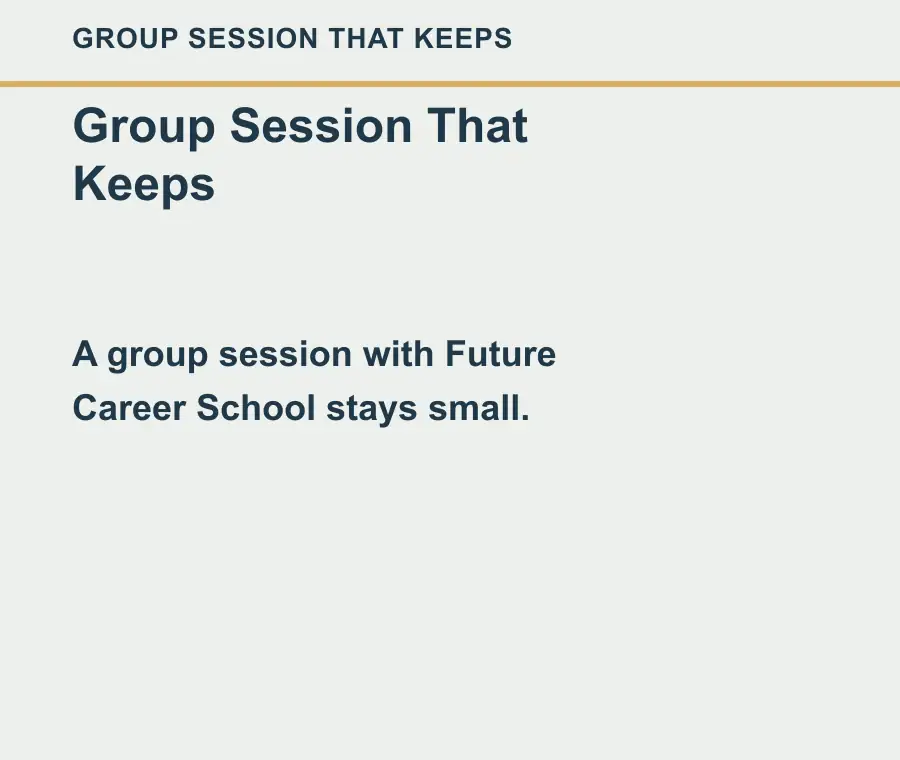 GROUP SESSION THAT KEEPS
Group Session That
Keeps
A group session with Future
Career School stays small.